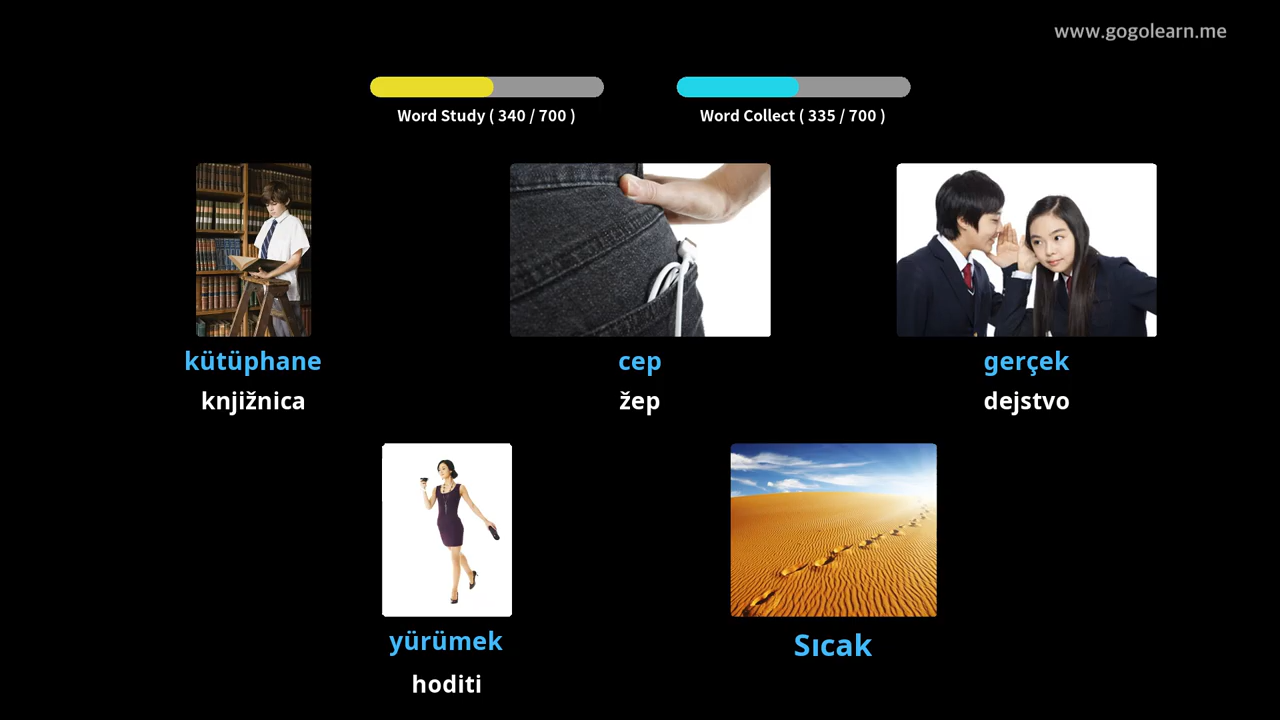 www.gogolearn.me
Word Study ( 340 / 700 )
Word Collect ( 335 / 700 )
kütüphane
knjižnica
cep
žep
gerçek
dejstvo
yürümek
hoditi
Sıcak